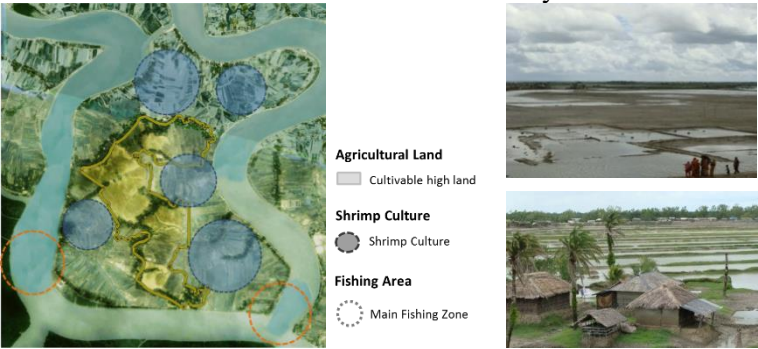 Agricultural Land
Cultivable high land
Shrimp Culture
Shrimp Culture
Fishing Area
Main Fishing Zone